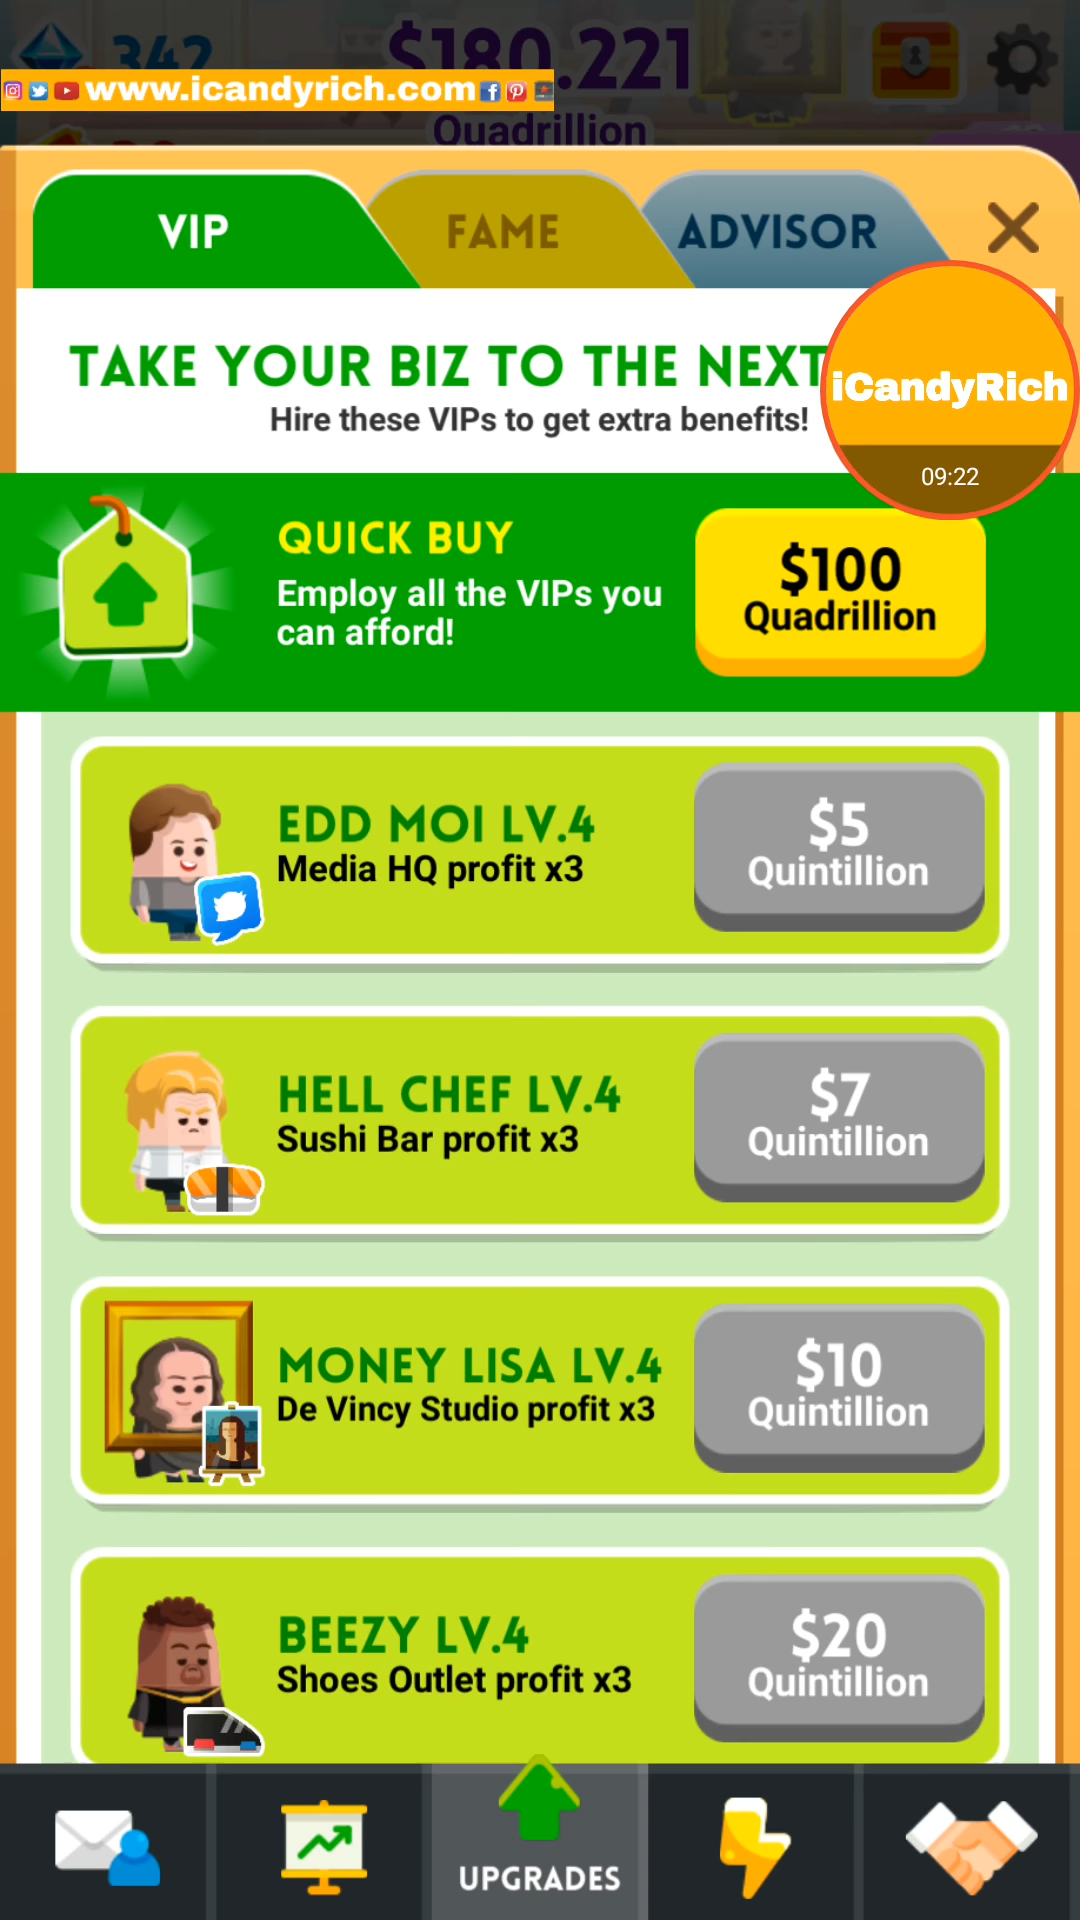 342
$180.221
www.icandyrich.com
Quadrillion
VIP
FAME
ADVISOR
TAKE YOUR BIZ TO THE NEXT
iCandyRich
Hire these VIPs to get extra benefits!
09:22
QUICK BUY
Employ all the VIPs you
can afford!
$100
Quadrillion
EDD MOI LV.4
Media HQ profit x3
$5
Quintillion
HELL CHEF LV.4
Sushi Bar profit x3
$7
Quintillion
MONEY LISA LV.4
De Vincy Studio profit x3
$10
Quintillion
BEEZY LV.4
Shoes Outlet profit x3
$20
Quintillion
UPGRADES